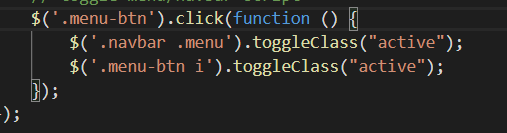 $('.menu-btn').click(function () {
$('.navbar .menu').toggleClass("active");
$('.menu-btn i').toggleClass("active");
});
});